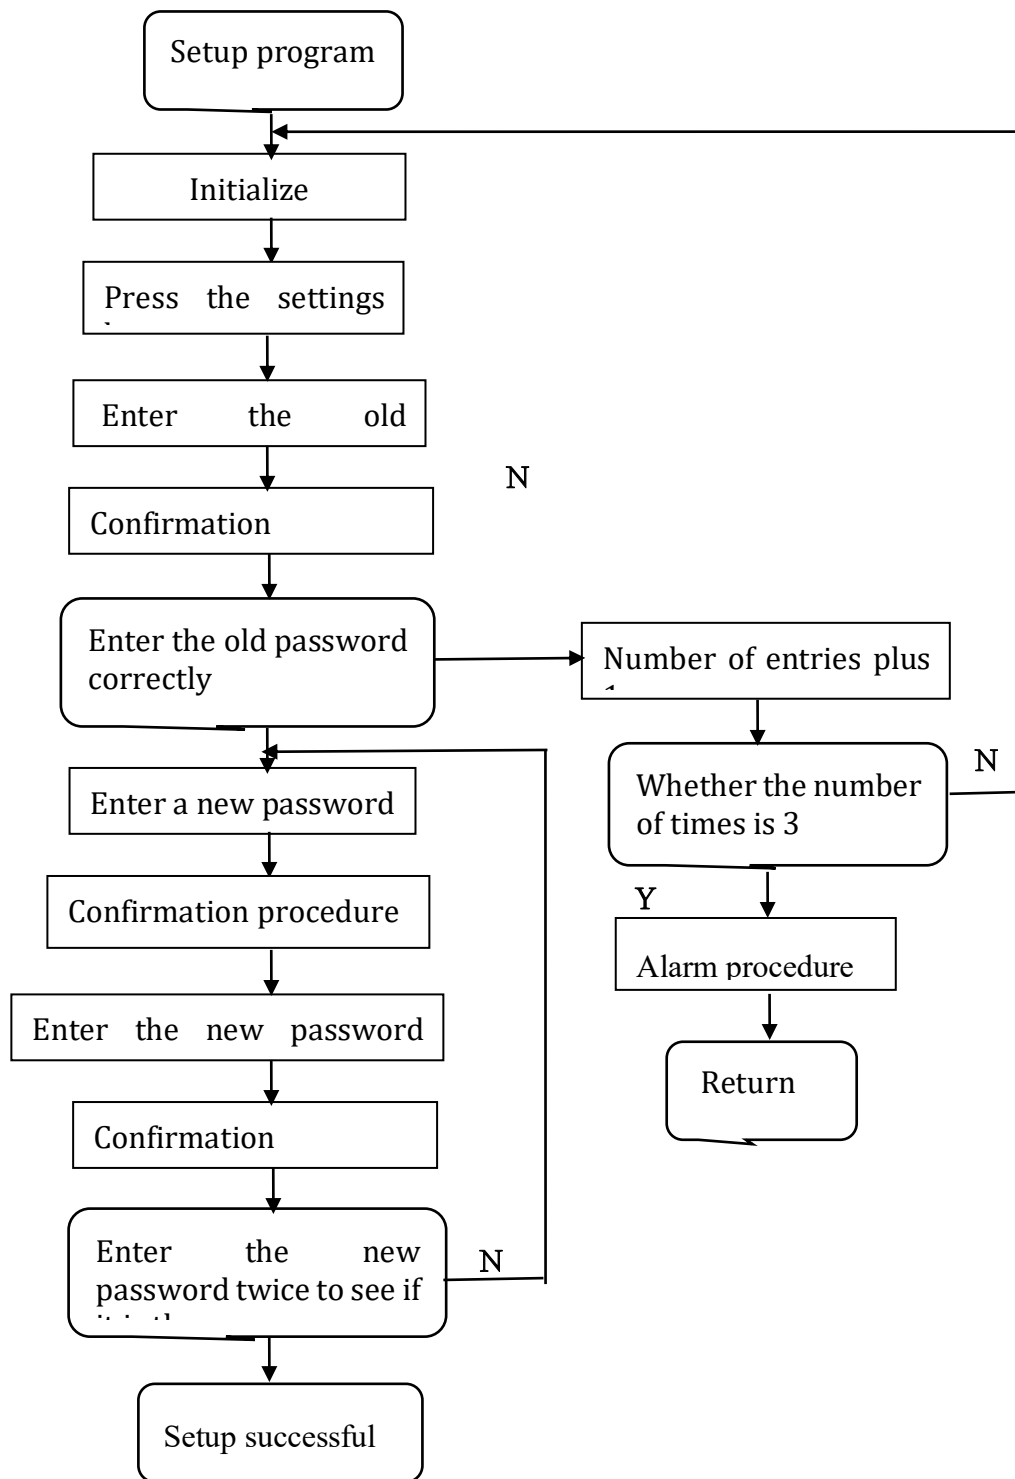 Setup program
Initialize
Press the settings
Enter the old
N
Confirmation
Enter the old password
correctly
Number of entries plus
Whether the number
of times is 3
N
Y
Alarm procedure
Return
Enter a new password
Confirmation procedure
Enter the new password
Confirmation
Enter the new
password twice to see if
N
Setup successful